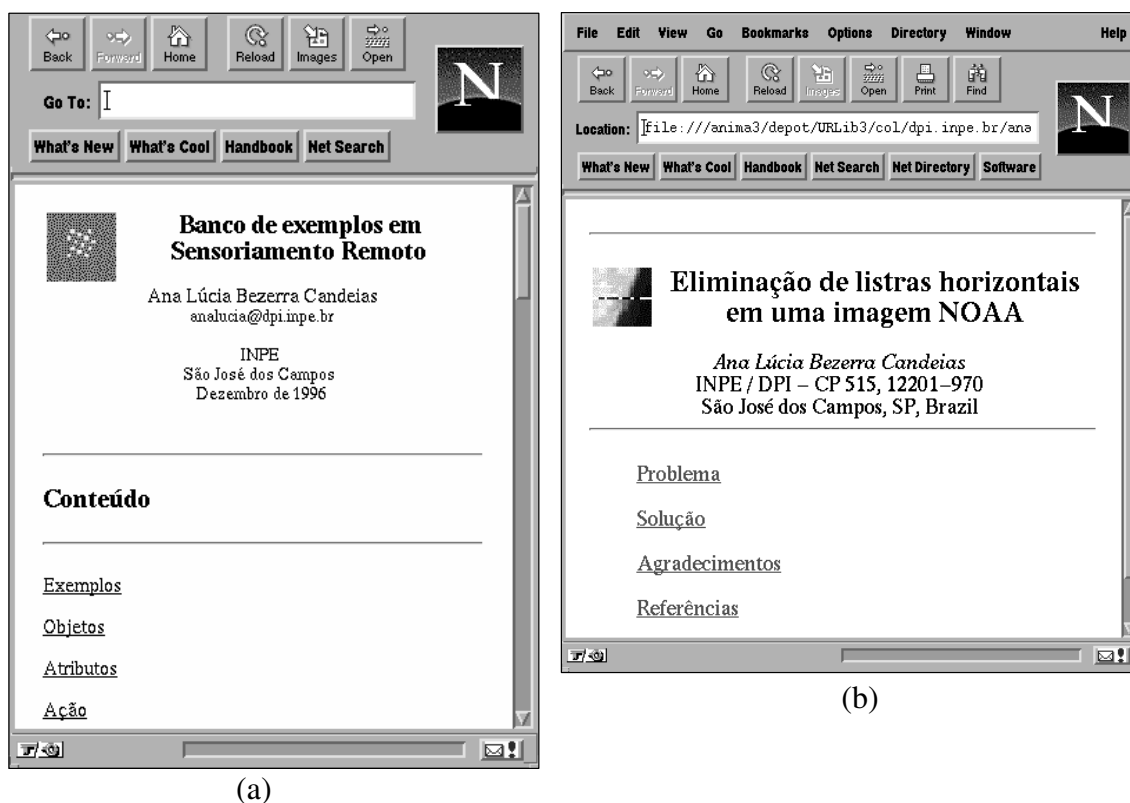 Back Forward Home Reload Images Open
Go To:
N
What's New What's Cool Handbook Net Search
Banco de exemplos em
Sensoriamento Remoto
Ana Lúcia Bezerra Candeias
analucia@dpi.inpe.br
INPE
São José dos Campos
Dezembro de 1996
Conteúdo
Exemplos
Objetos
Atributos
Ação
(a)
File Edit View Go Bookmarks Options Directory Window Help
Back Forward Home Reload Images Open Print Find
Location: file:///anima3/depot/URLib3/col/dpi.inpe.br/ana
N
What's New What's Cool Handbook Net Search Net Directory Software
Eliminação de listras horizontais
em uma imagem NOAA
Ana Lúcia Bezerra Candeias
INPE / DPI – CP 515, 12201–970
São José dos Campos, SP, Brazil
Problema
Solução
Agradecimentos
Referências
(b)